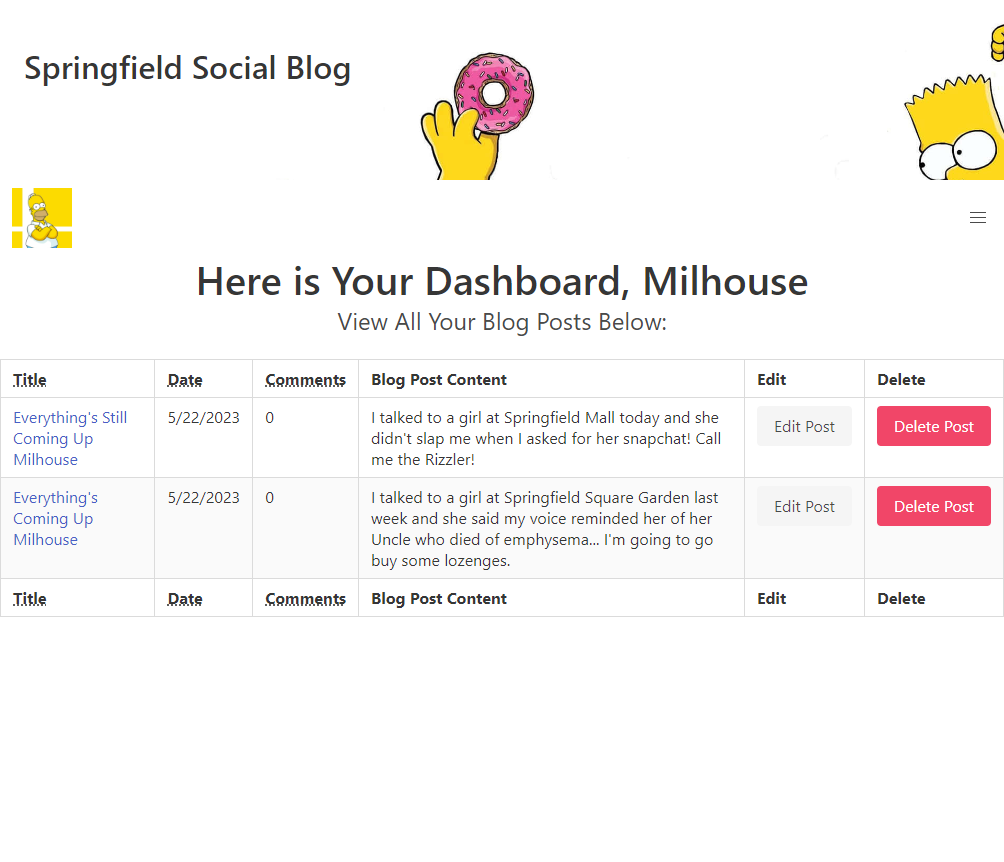 Springfield Social Blog
Here is Your Dashboard, Milhouse
View All Your Blog Posts Below:
Title Date Comments Blog Post Content Edit Delete
Everything's Still 5/22/2023 0 I talked to a girl at Springfield Mall today and she Edit Post Delete Post
Coming Up didn't slap me when I asked for her snapchat! Call
Milhouse me the Rizzler!
Everything's 5/22/2023 0 I talked to a girl at Springfield Square Garden last Edit Post Delete Post
Coming Up week and she said my voice reminded her of her
Milhouse Uncle who died of emphysema... I'm going to go
buy some lozenges.
Title Date Comments Blog Post Content Edit Delete